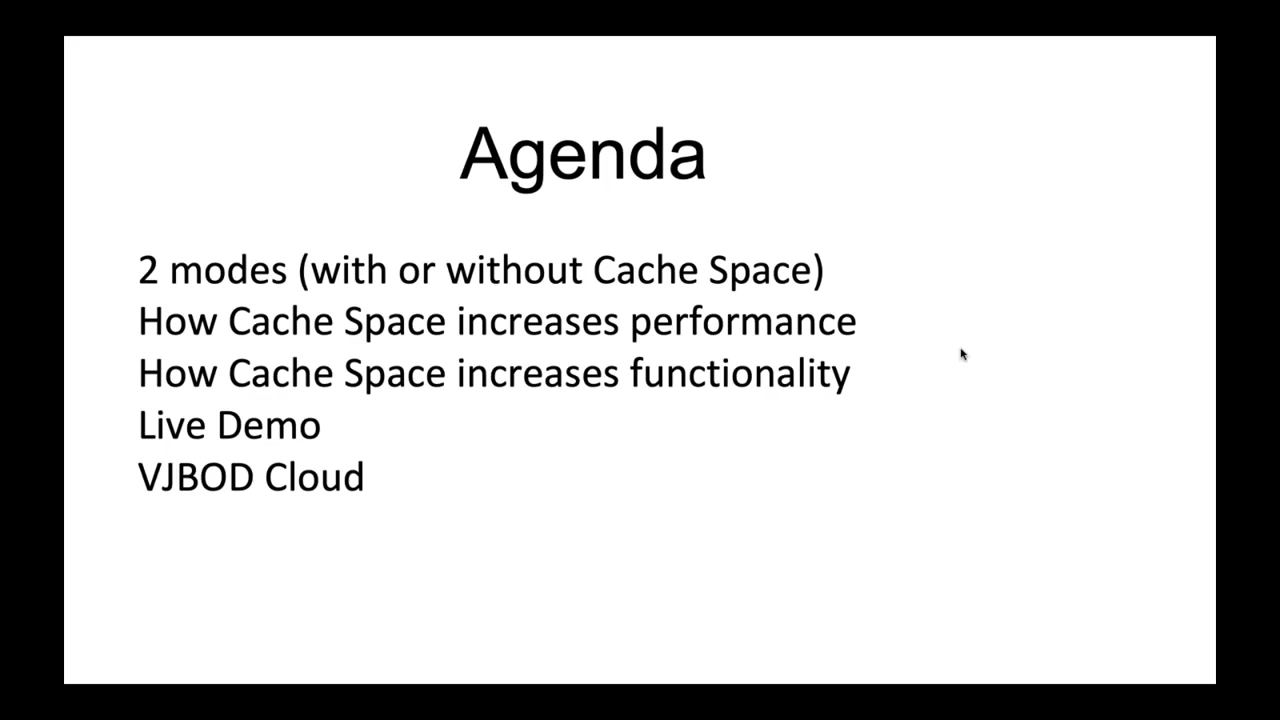 Agenda
2 modes (with or without Cache Space)
How Cache Space increases performance
How Cache Space increases functionality
Live Demo
VJBOD Cloud